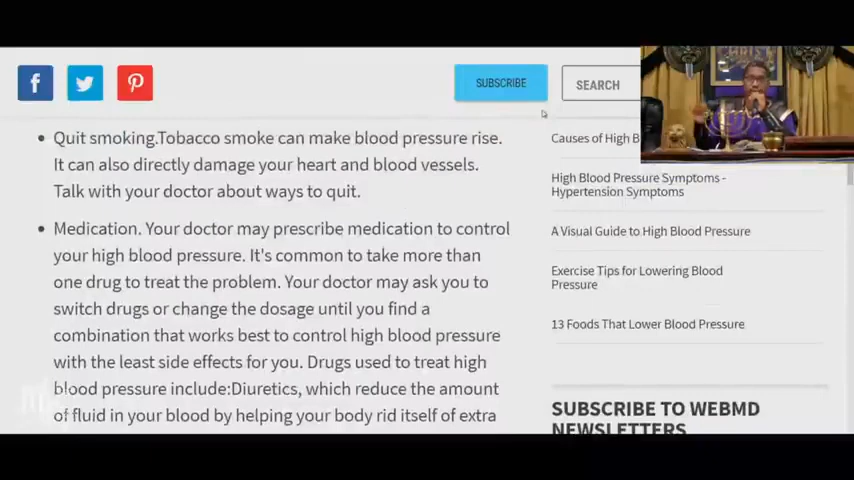 SUBSCRIBE
SEARCH
CHRIST
Quit smoking.Tobacco smoke can make blood pressure rise.
It can also directly damage your heart and blood vessels.
Talk with your doctor about ways to quit.
Medication. Your doctor may prescribe medication to control
your high blood pressure. It's common to take more than
one drug to treat the problem. Your doctor may ask you to
switch drugs or change the dosage until you find a
combination that works best to control high blood pressure
with the least side effects for you. Drugs used to treat high
blood pressure include:Diuretics, which reduce the amount
of fluid in your blood by helping your body rid itself of extra
Causes of High B
High Blood Pressure Symptoms -
Hypertension Symptoms
A Visual Guide to High Blood Pressure
Exercise Tips for Lowering Blood
Pressure
13 Foods That Lower Blood Pressure
SUBSCRIBE TO WEBMD
NEWSLETTERS